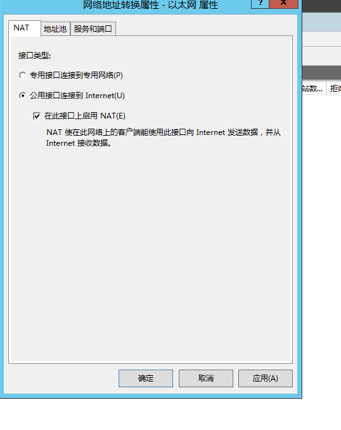 网络地址转换属性 - 以太网 属性
?
x
NAT
地址池
服务和端口
接口类型:
专用接口连接到专用网络(P)
公用接口连接到 Internet(U)
在此接口上启用 NAT(E)
NAT 使在此网络上的客户端能使用此接口向 Internet 发送数据，并从
Internet 接收数据。
站数...
拒绝
确定
取消
应用(A)